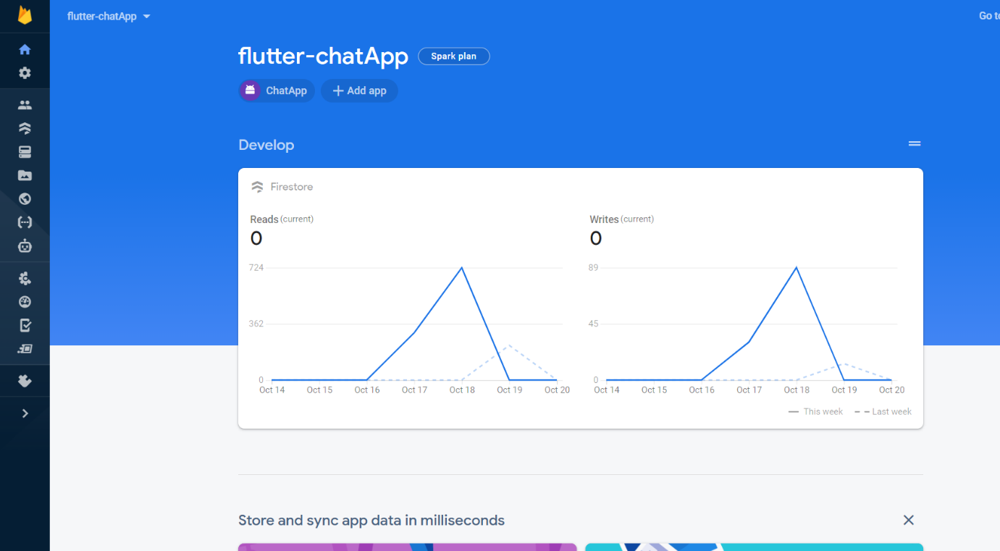 flutter-chatApp
Go to
flutter-chatApp Spark plan
ChatApp Add app
Develop
Firestore
Reads (current) Writes (current)
0 0
724 89
362 45
0 0
Oct 14 Oct 15 Oct 16 Oct 17 Oct 18 Oct 19 Oct 20 Oct 14 Oct 15 Oct 16 Oct 17 Oct 18 Oct 19 Oct 20
This week Last week
Store and sync app data in milliseconds